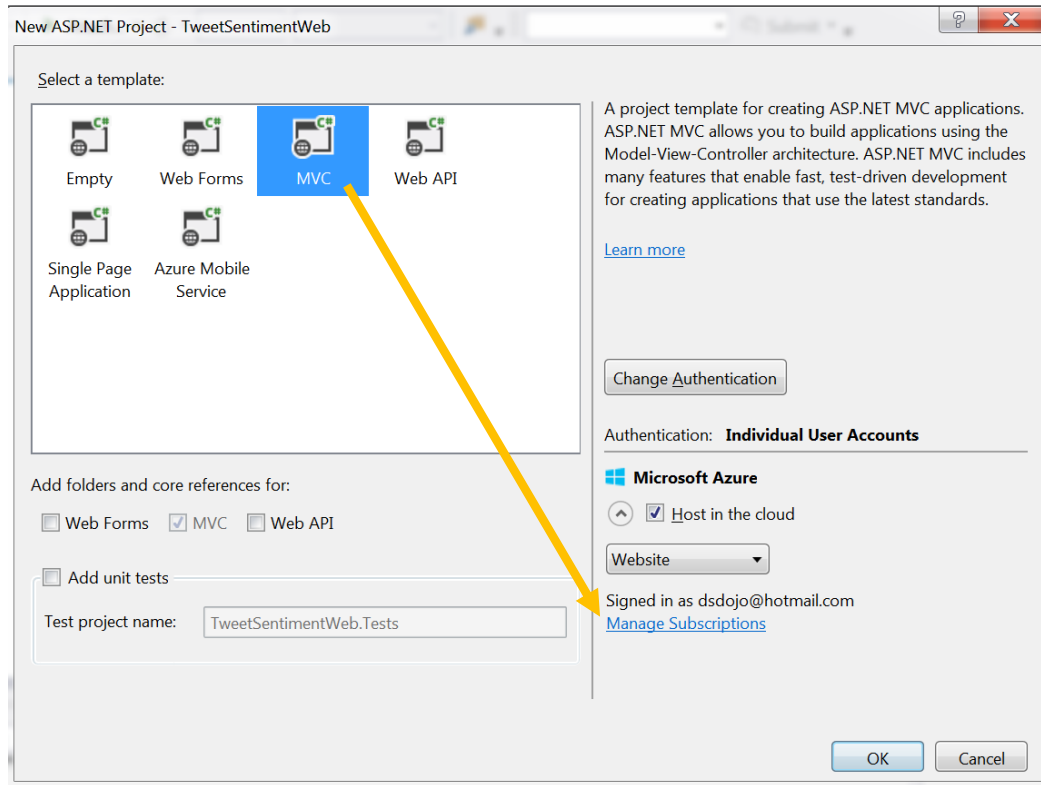 New ASP.NET Project - TweetSentimentWeb
Submit
Select a template:
C#
C#
C#
C#
Empty
Web Forms
MVC
Web API
C#
C#
Single Page
Application
Azure Mobile
Service
A project template for creating ASP.NET MVC applications.
ASP.NET MVC allows you to build applications using the
Model-View-Controller architecture. ASP.NET MVC includes
many features that enable fast, test-driven development
for creating applications that use the latest standards.
Learn more
Change Authentication
Authentication: Individual User Accounts
Microsoft Azure
Host in the cloud
Website
Signed in as dsdojo@hotmail.com
Manage Subscriptions
Add folders and core references for:
Web Forms
MVC
Web API
Add unit tests
Test project name:
TweetSentimentWeb.Tests
OK
Cancel